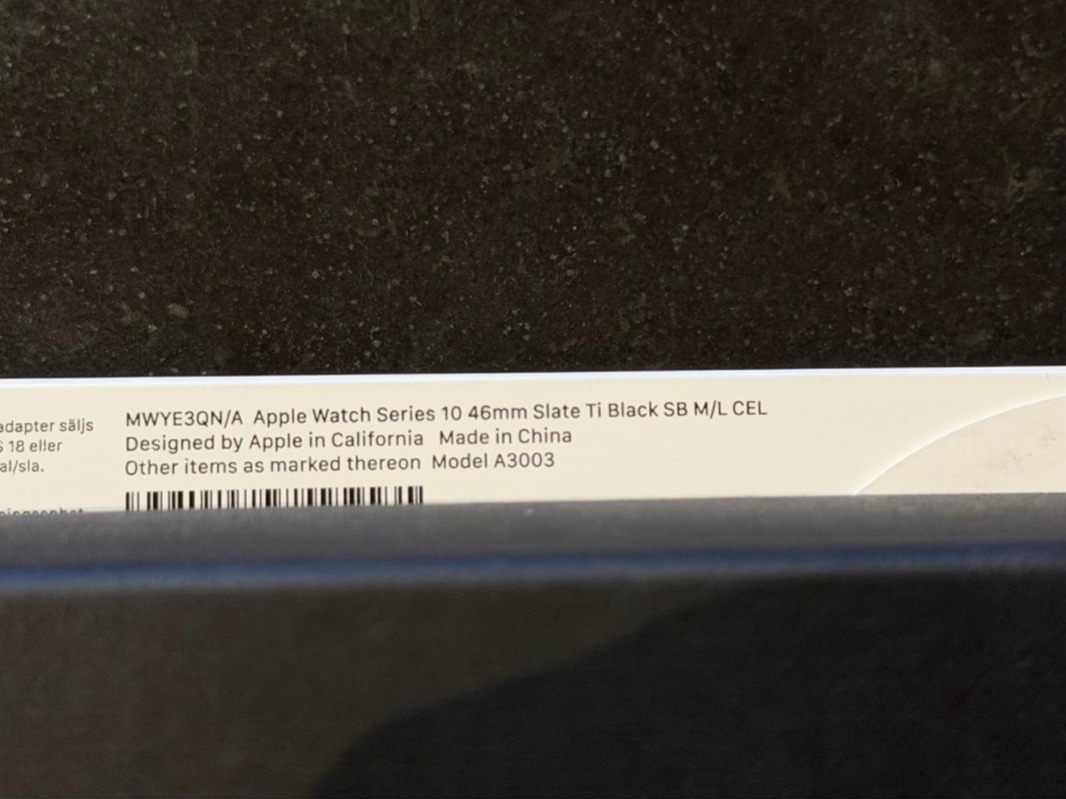 adapter säljs
S 18 eller
al/sla.
MWYE3QN/A Apple Watch Series 10 46mm Slate Ti Black SB M/L CEL
Designed by Apple in California Made in China
Other items as marked thereon Model A3003